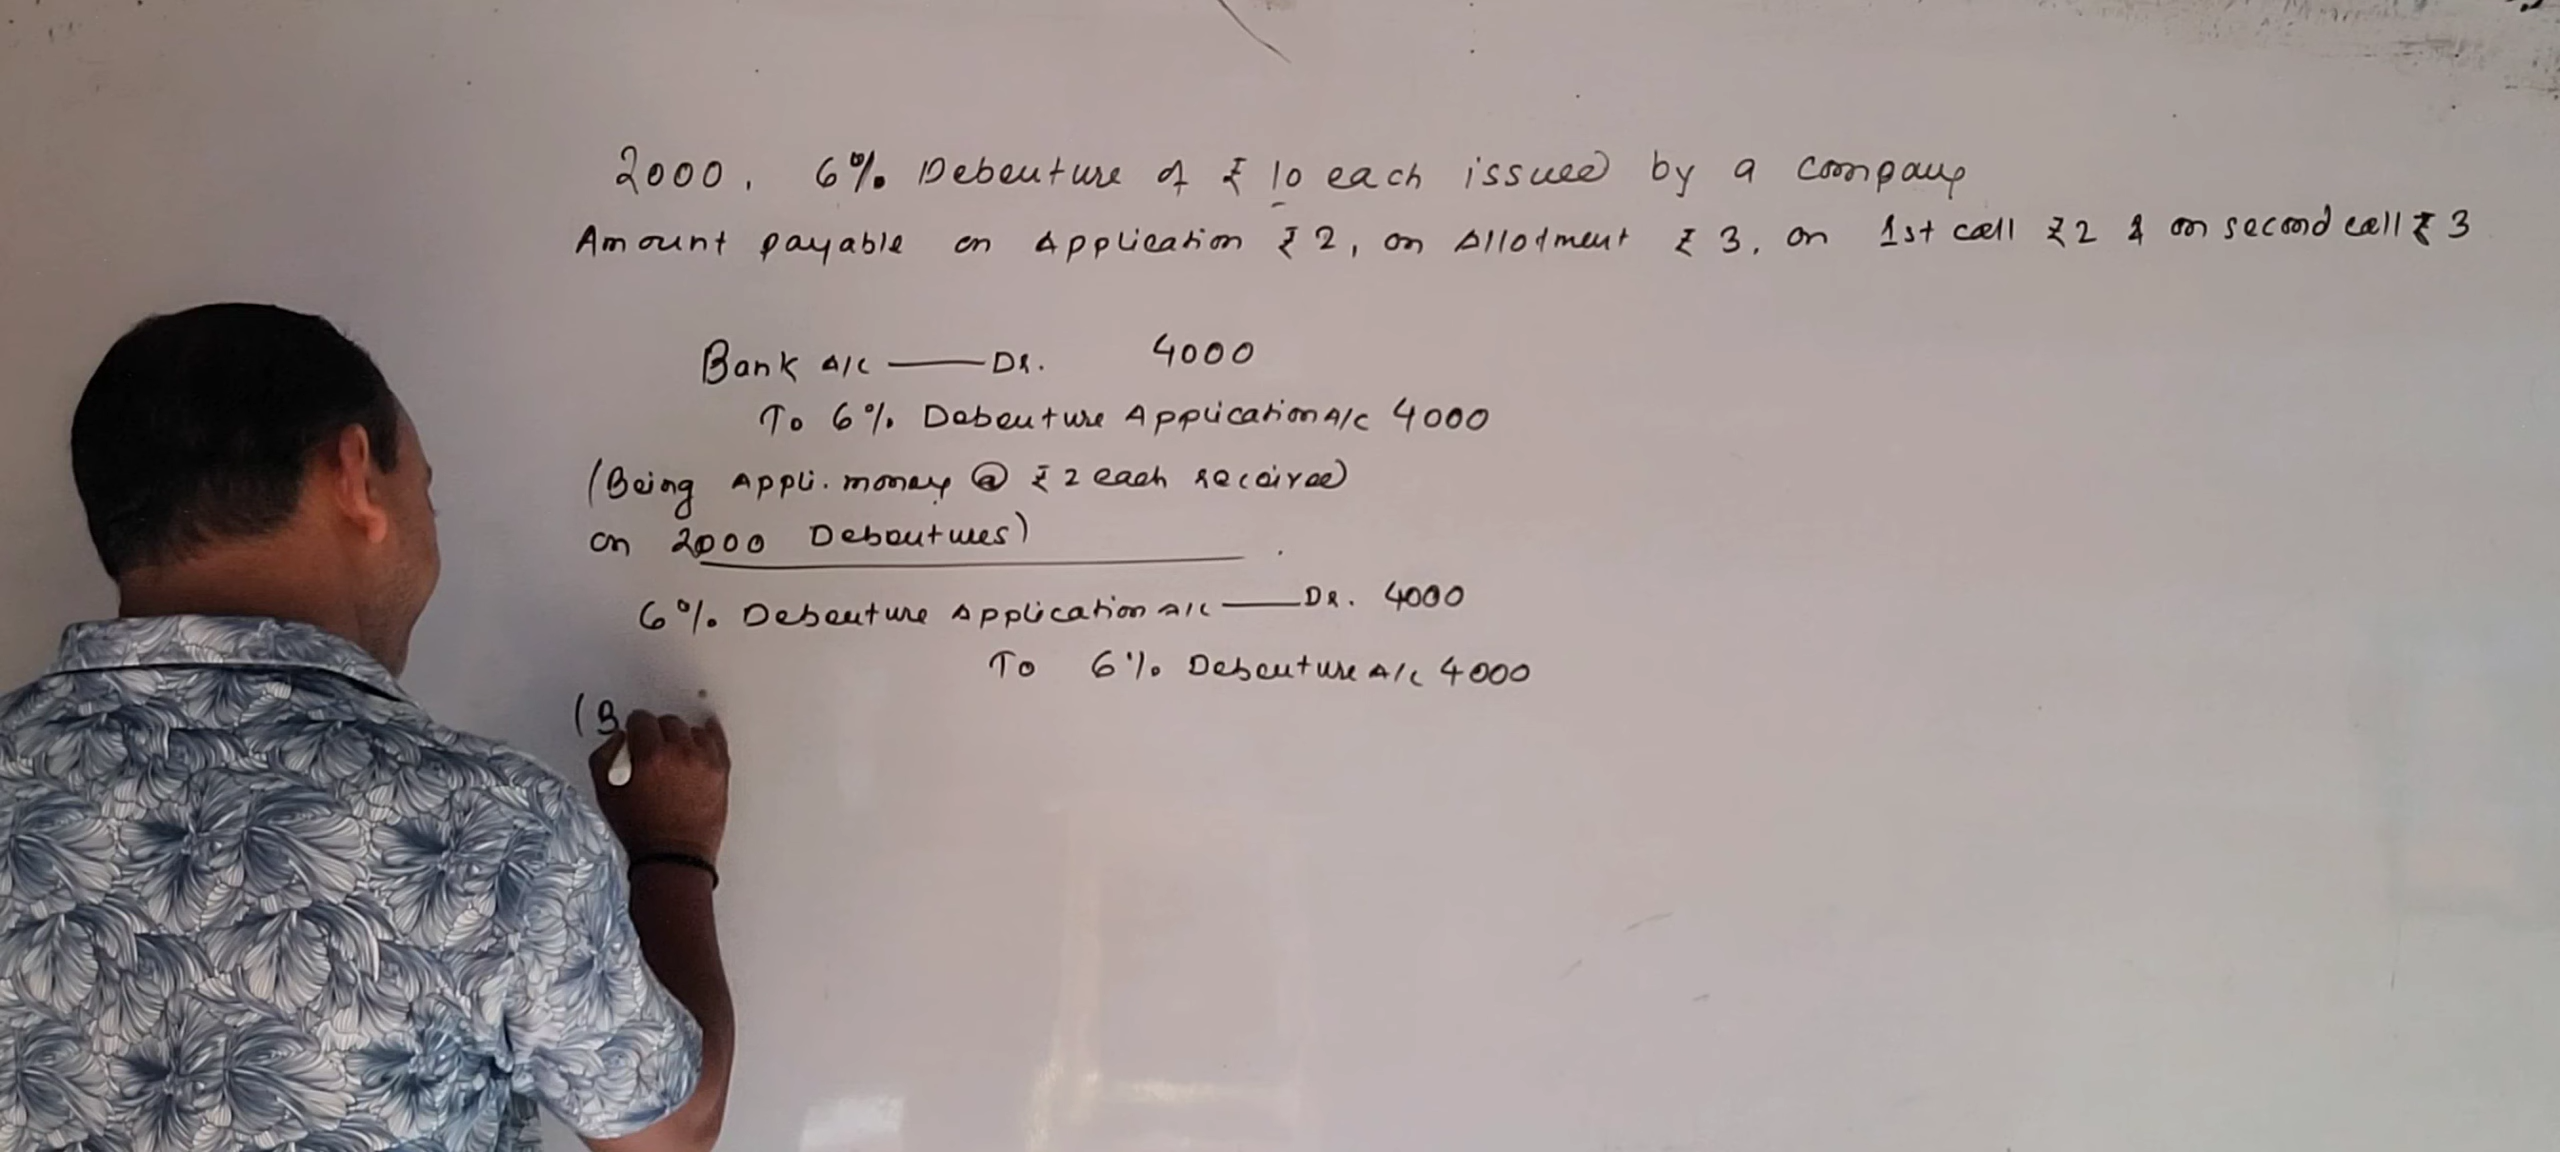 2000, 6% Debenture of ₹ 10 each issued by a company
Amount payable on Application ₹ 2, on Allotment ₹ 3, on 1st call ₹ 2 & on second call ₹ 3
Bank A/c —— Dr. 4000
To 6% Debenture Application A/c 4000
(Being Appli. money @ ₹ 2 each received
on 2000 Debentures)
6% Debenture Application A/c —— Dr. 4000
To 6% Debenture A/c 4000
(B